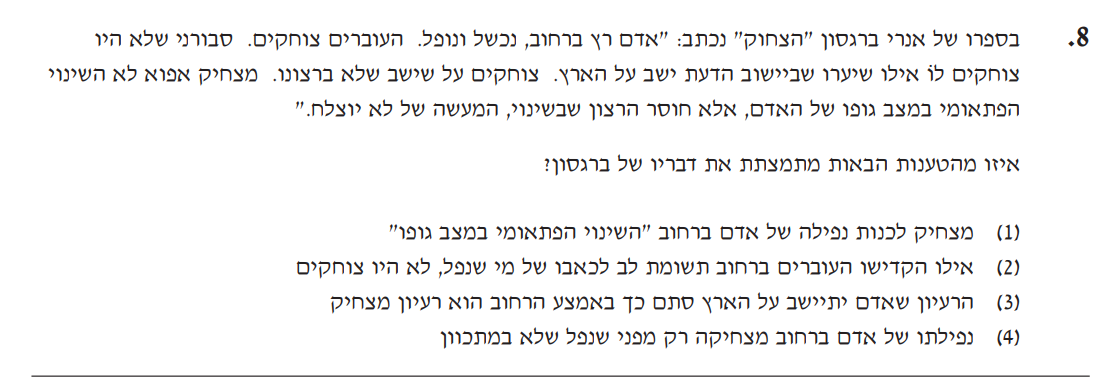 8. בספרו של אנרי ברגסון "הצחוק" נכתב: "אדם רץ ברחוב, נכשל ונופל. העוברים צוחקים. סבורני שלא היו
צוחקים לוֹ אילו שיערו שביישוב הדעת ישב על הארץ. צוחקים על שישב שלא ברצונו. מצחיק אפוא לא השינוי
הפתאומי במצב גופו של האדם, אלא חוסר הרצון שבשינוי, המעשה של לא יוצלח."
איזו מהטענות הבאות מתמצתת את דבריו של ברגסון?
(1) מצחיק לכנות נפילה של אדם ברחוב "השינוי הפתאומי במצב גופו"
(2) אילו הקדישו העוברים ברחוב תשומת לב לכאבו של מי שנפל, לא היו צוחקים
(3) הרעיון שאדם יתיישב על הארץ סתם כך באמצע הרחוב הוא רעיון מצחיק
(4) נפילתו של אדם ברחוב מצחיקה רק מפני שנפל שלא במתכוון